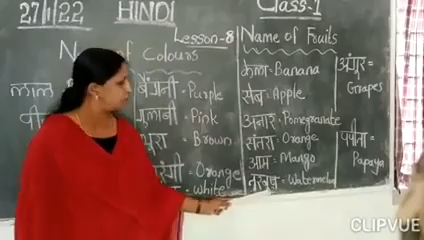 27/1/22
HINDI
Class-1
Lesson-8
Name of Colours
लाल
बैंगनी - Purple
गुलाबी - Pink
भूरा - Brown
नारंगी - Orange
- White
Name of Fruits
केला - Banana
सेब - Apple
अनार - Pomegranate
संतरा - Orange
आम - Mango
तरबूज - Watermelon
अंगूर =
Grapes
पपीता =
Papaya
CLIPVUE